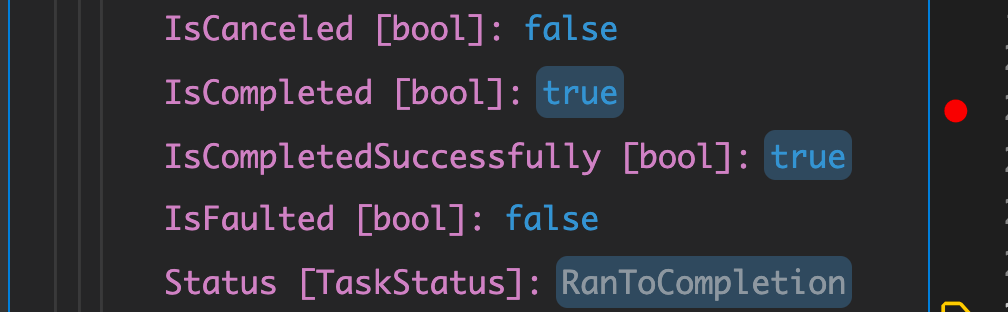 IsCanceled [bool]: false
IsCompleted [bool]: true
IsCompletedSuccessfully [bool]: true
IsFaulted [bool]: false
Status [TaskStatus]: RanToCompletion